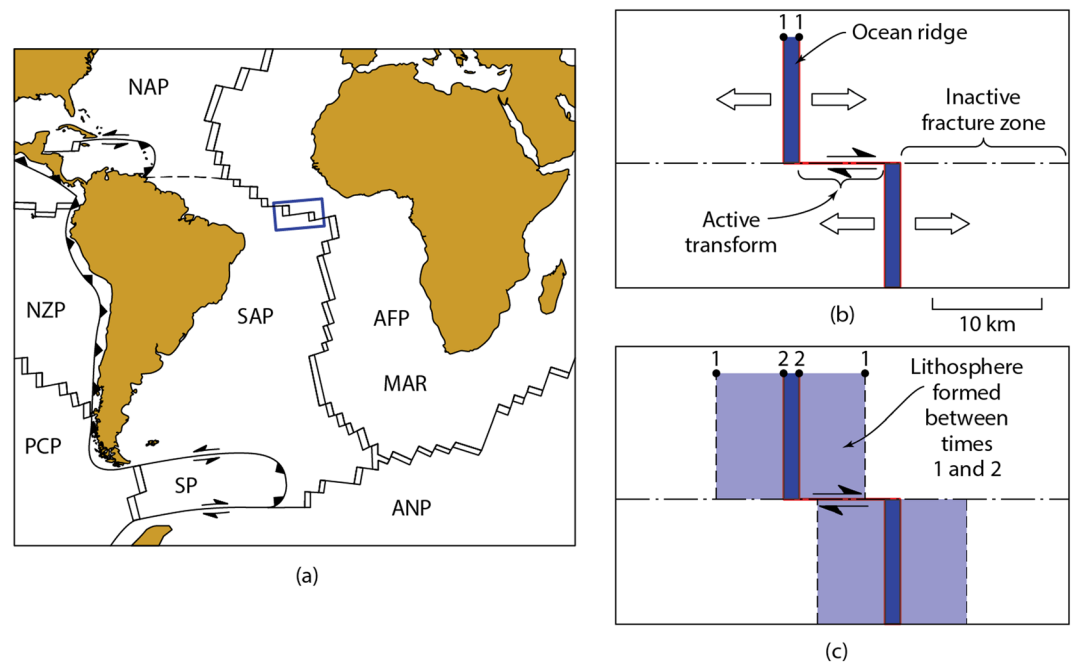 NAP
NZP
SAP
AFP
MAR
PCP
SP
ANP
(a)
1 1
Ocean ridge
Inactive
fracture zone
Active
transform
(b)
10 km
1 2 2 1
Lithosphere
formed
between
times
1 and 2
(c)